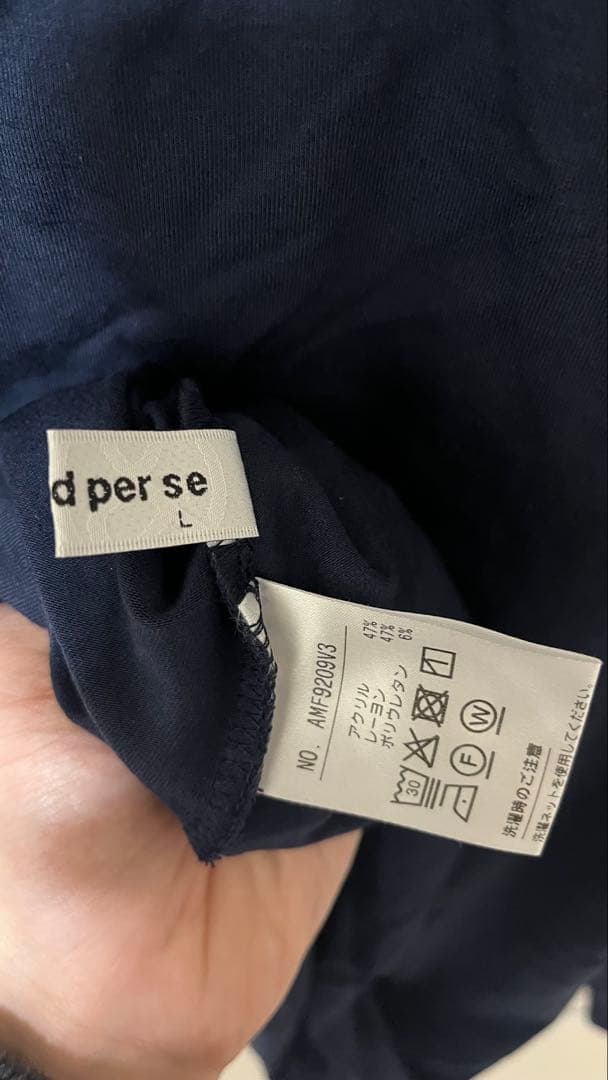 d per se
L
NO. AMF9209V3
アクリル 47%
レーヨン 47%
ポリウレタン 6%
30
F W
洗濯時のご注意
洗濯ネットを使用してください。